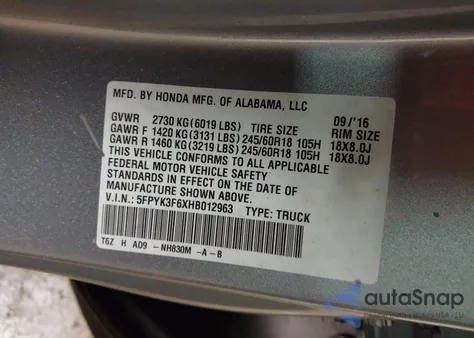 MFD. BY HONDA MFG. OF ALABAMA, LLC
09/'16
GVWR 2730 KG(6019 LBS) TIRE SIZE RIM SIZE
GAWR F 1420 KG(3131 LBS) 245/60R18 105H 18X8.0J
GAWR R 1460 KG(3219 LBS) 245/60R18 105H 18X8.0J
THIS VEHICLE CONFORMS TO ALL APPLICABLE
FEDERAL MOTOR VEHICLE SAFETY
STANDARDS IN EFFECT ON THE DATE OF
MANUFACTURE SHOWN ABOVE.
V.I.N.: 5FPYK3F6XHB012963 TYPE: TRUCK
T6Z H AD9 -NH830M -A -B
autoSnap